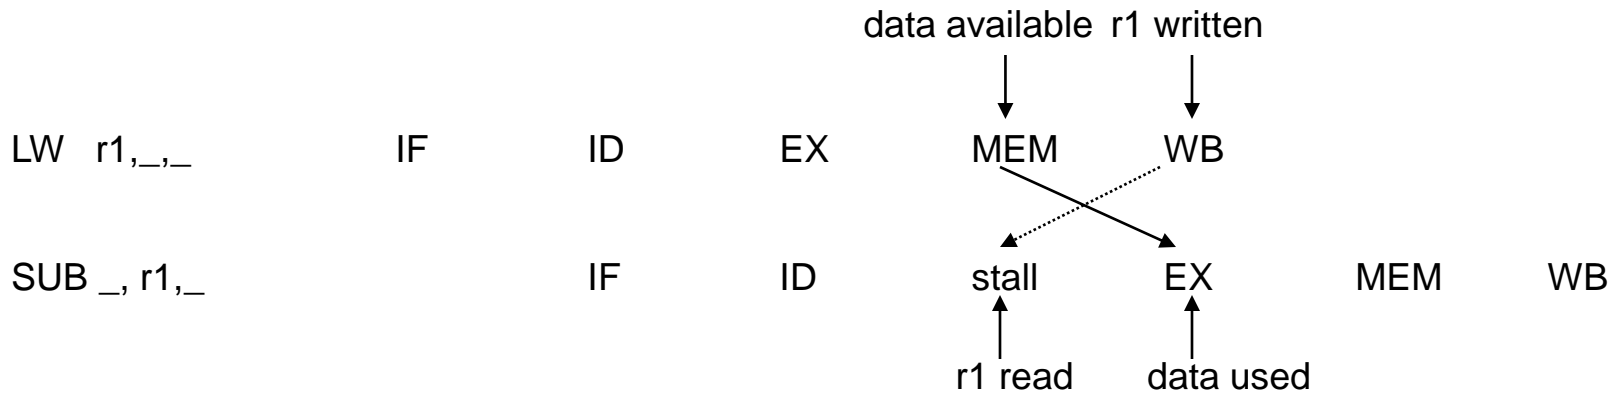 data available r1 written
LW r1,_,_ IF ID EX MEM WB
SUB _, r1,_ IF ID stall EX MEM WB
r1 read data used